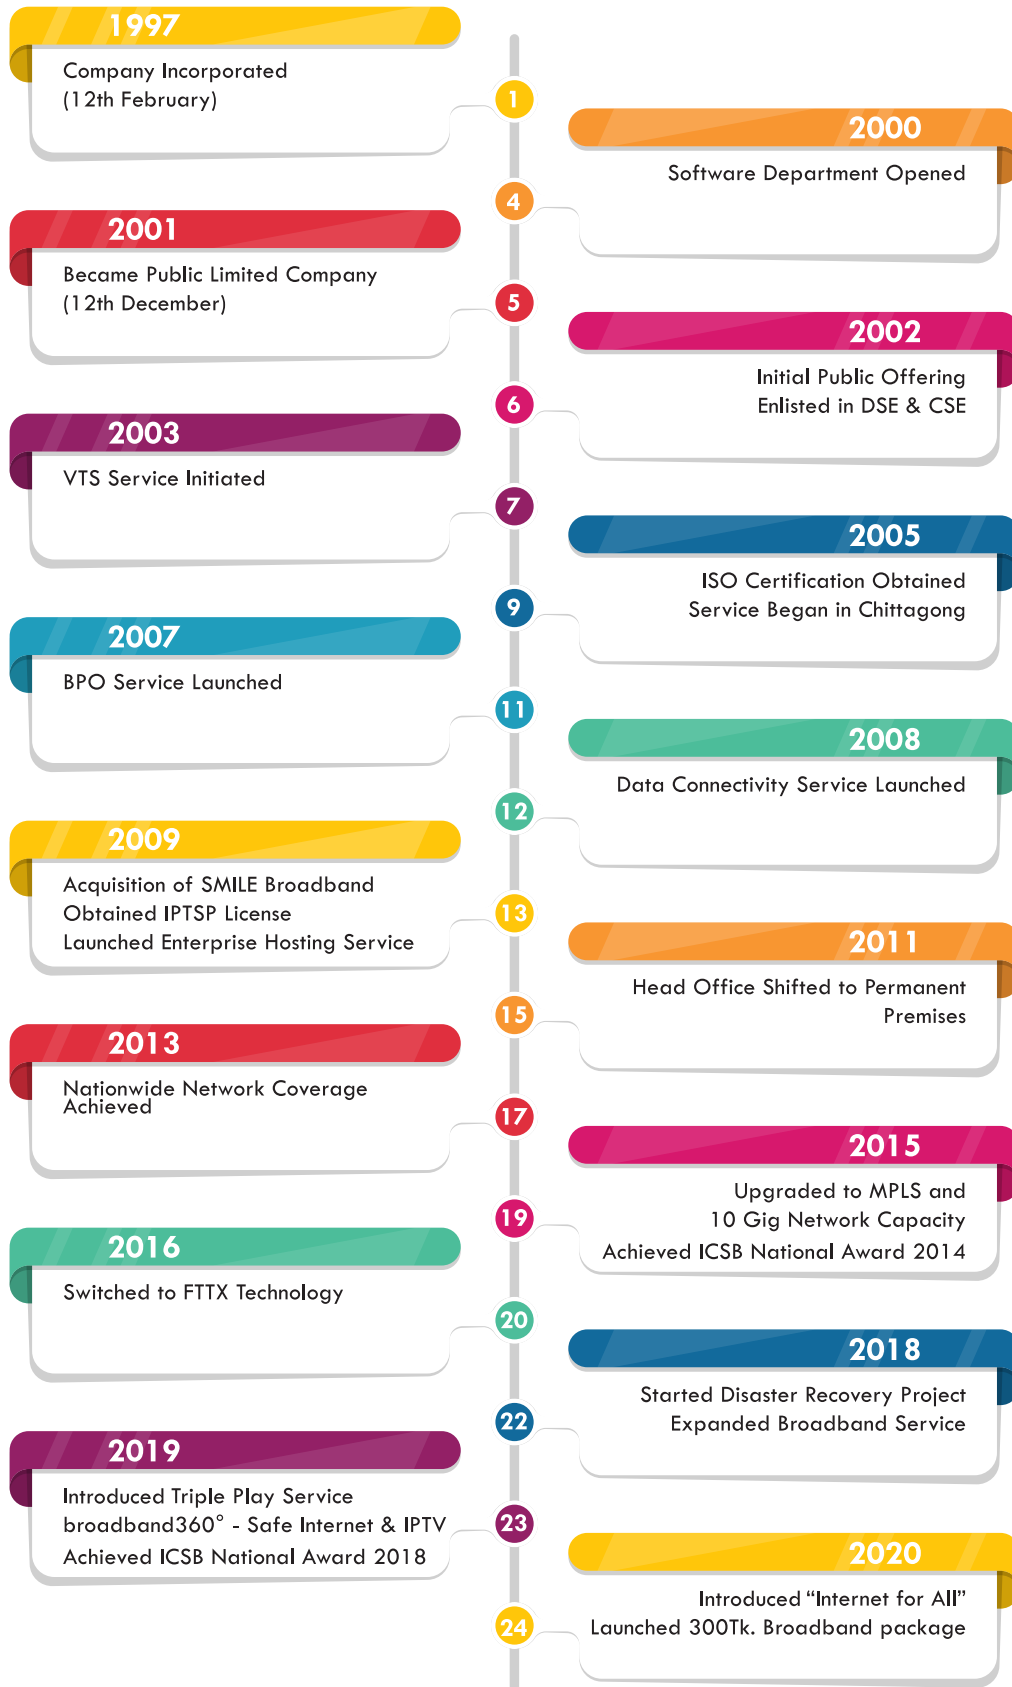 1997
Company Incorporated
(12th February)
1
2000
Software Department Opened
4
2001
Became Public Limited Company
(12th December)
5
2002
Initial Public Offering
Enlisted in DSE & CSE
6
2003
VTS Service Initiated
7
2005
ISO Certification Obtained
Service Began in Chittagong
9
2007
BPO Service Launched
11
2008
Data Connectivity Service Launched
12
2009
Acquisition of SMILE Broadband
Obtained IPTSP License
Launched Enterprise Hosting Service
13
2011
Head Office Shifted to Permanent
Premises
15
2013
Nationwide Network Coverage
Achieved
17
2015
Upgraded to MPLS and
10 Gig Network Capacity
Achieved ICSB National Award 2014
19
2016
Switched to FTTX Technology
20
2018
Started Disaster Recovery Project
Expanded Broadband Service
22
2019
Introduced Triple Play Service
broadband360° - Safe Internet & IPTV
Achieved ICSB National Award 2018
23
2020
Introduced “Internet for All”
Launched 300Tk. Broadband package
24